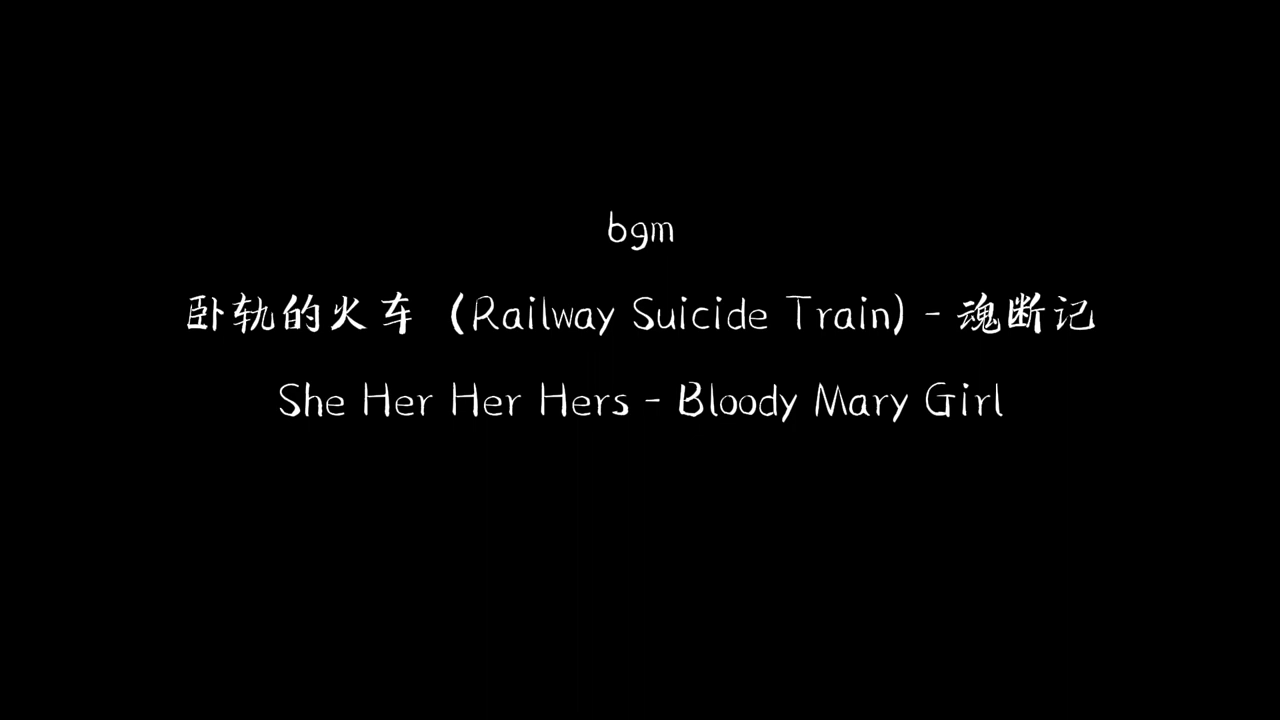 bgm
卧轨的火车 (Railway Suicide Train) - 魂断记
She Her Her Hers - Bloody Mary Girl